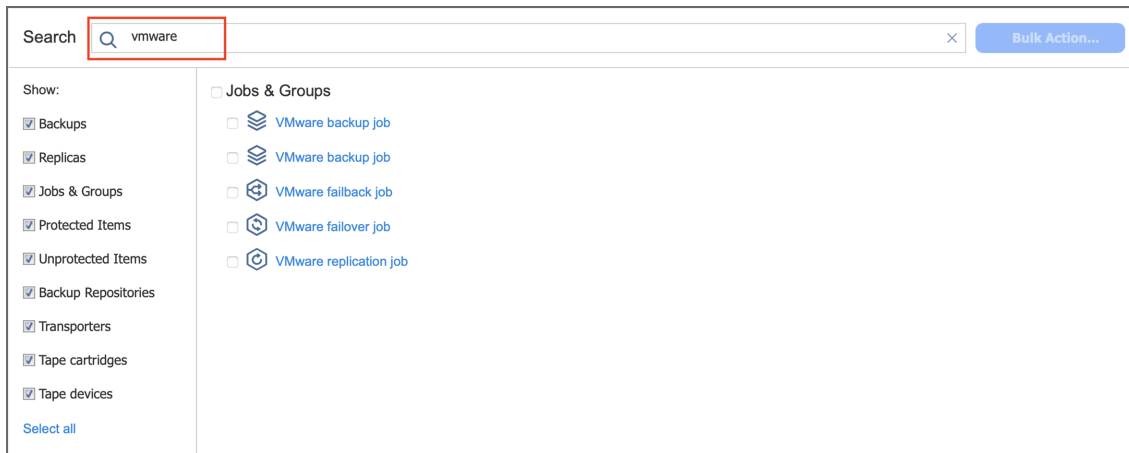 Search
vmware
Bulk Action...
Show:
Backups
Replicas
Jobs & Groups
Protected Items
Unprotected Items
Backup Repositories
Transporters
Tape cartridges
Tape devices
Select all
Jobs & Groups
VMware backup job
VMware backup job
VMware failback job
VMware failover job
VMware replication job